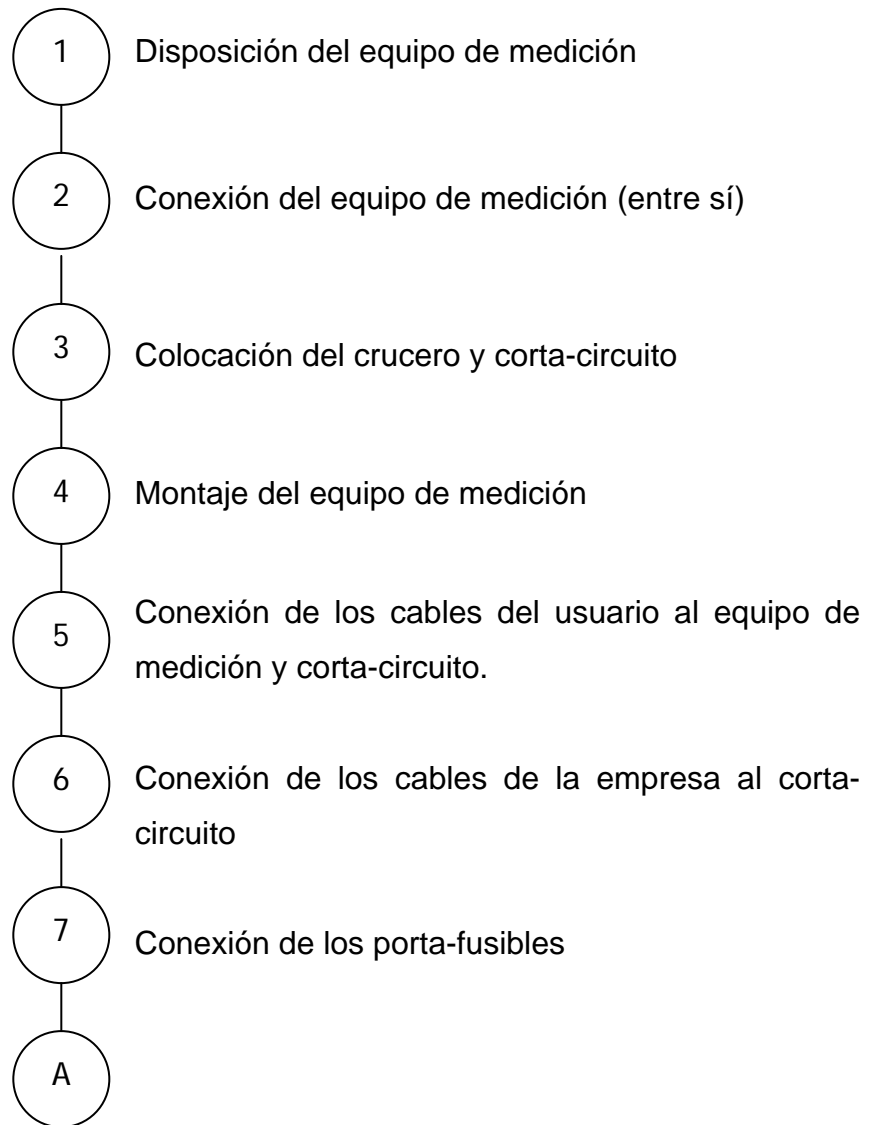 1 Disposición del equipo de medición
2 Conexión del equipo de medición (entre sí)
3 Colocación del crucero y corta-circuito
4 Montaje del equipo de medición
5 Conexión de los cables del usuario al equipo de
medición y corta-circuito.
6 Conexión de los cables de la empresa al corta-
circuito
7 Conexión de los porta-fusibles
A